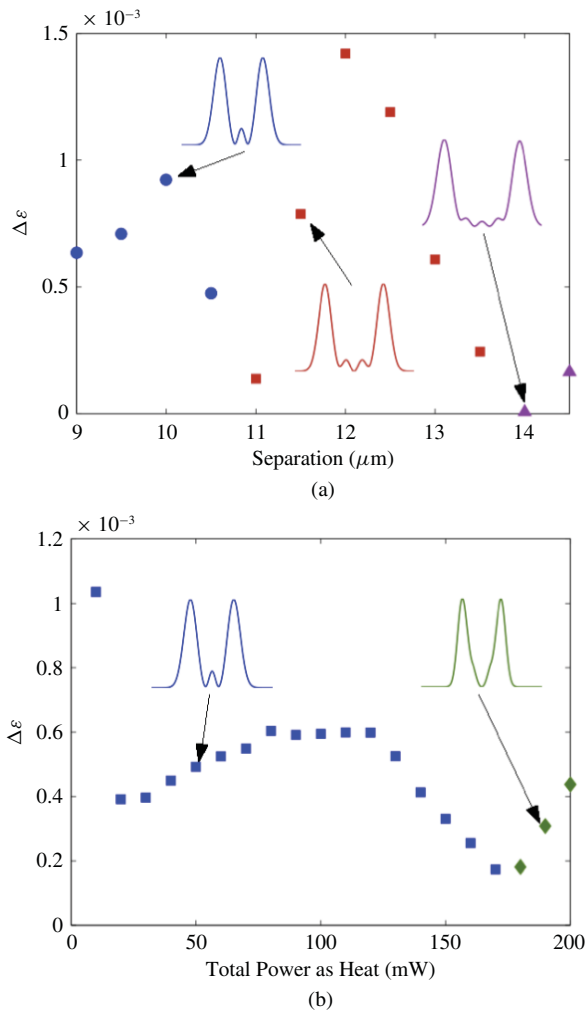 × 10⁻³
1.5
1
0.5
0
Δε
9 10 11 12 13 14
Separation (μm)
(a)
× 10⁻³
1.2
1
0.8
0.6
0.4
0.2
0
Δε
0 50 100 150 200
Total Power as Heat (mW)
(b)